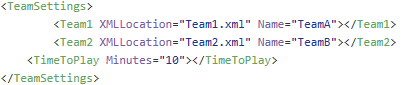 <TeamSettings>
<Team1 XMLLocation="Team1.xml" Name="TeamA"></Team1>
<Team2 XMLLocation="Team2.xml" Name="TeamB"></Team2>
<TimeToPlay Minutes="10"></TimeToPlay>
</TeamSettings>